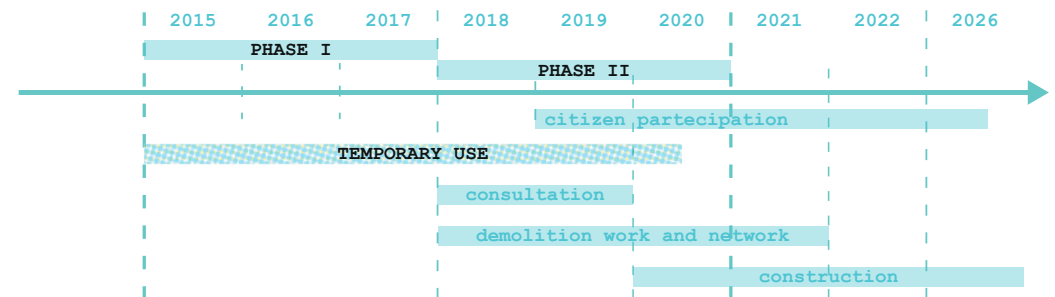 2015 2016 2017 2018 2019 2020 2021 2022 2026
PHASE I
PHASE II
citizen partecipation
TEMPORARY USE
consultation
demolition work and network
construction